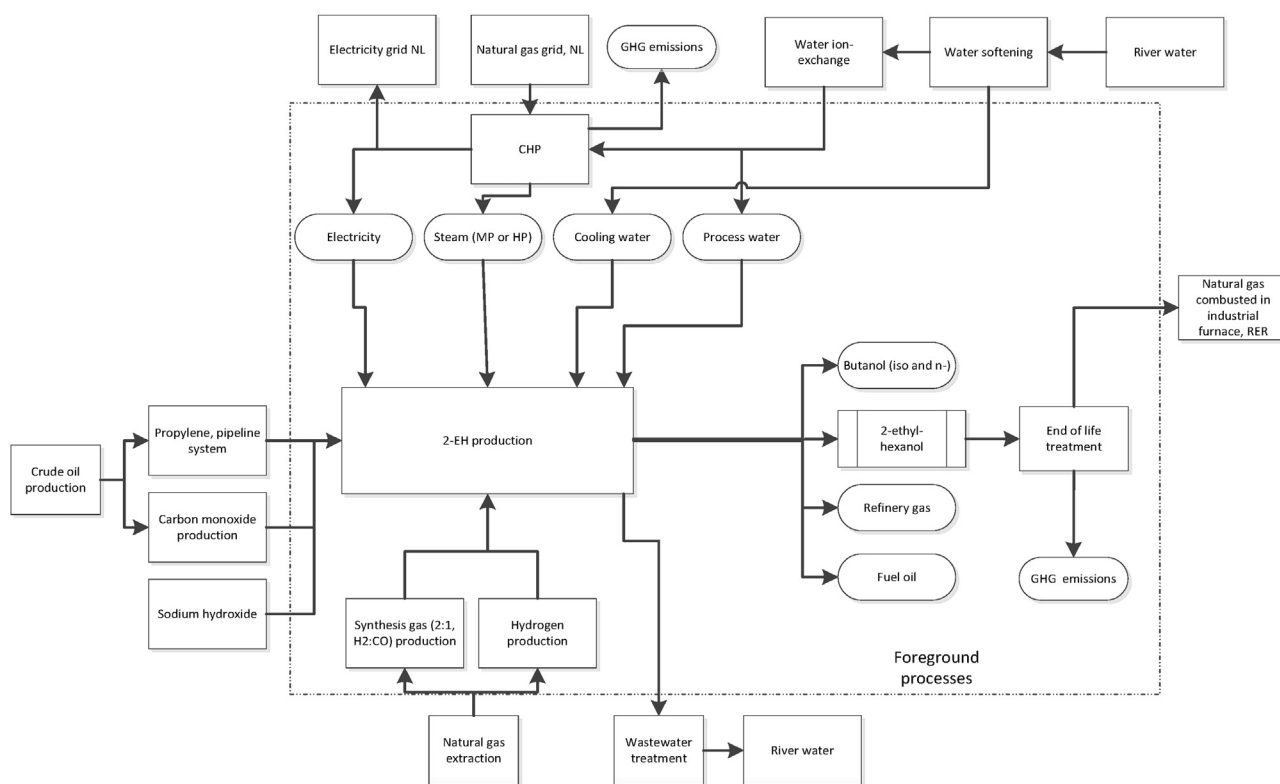 Electricity grid NL
Natural gas grid, NL
GHG emissions
Water ion-
exchange
Water softening
River water
CHP
Electricity
Steam (MP or HP)
Cooling water
Process water
Natural gas
combusted in
industrial
furnace, RER
Butanol (iso and n-)
Propylene, pipeline
system
2-EH production
2-ethyl-
hexanol
End of life
treatment
Crude oil
production
Carbon monoxide
production
Refinery gas
Fuel oil
GHG  emissions
Sodium hydroxide
Synthesis gas (2:1,
H2:CO) production
Hydrogen
production
Foreground
processes
Natural gas
extraction
Wastewater
treatment
River water